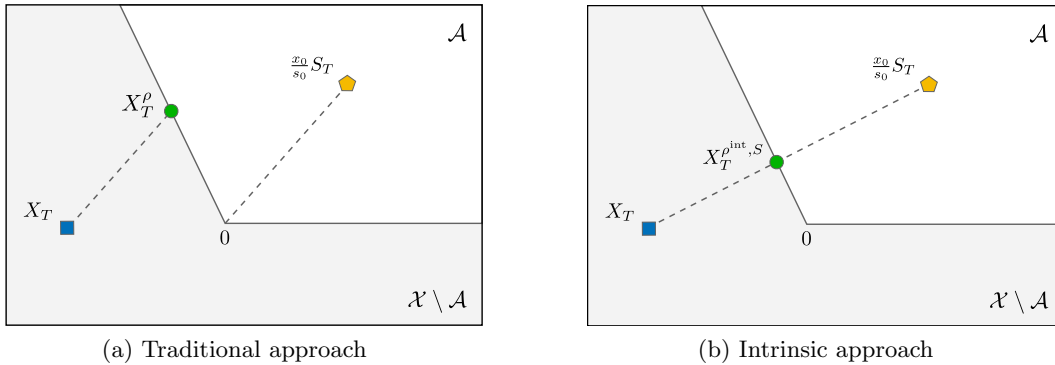 𝒜
x₀/s₀ S_T
X_T^ρ
X_T
0
𝒳 \ 𝒜
(a) Traditional approach
𝒜
x₀/s₀ S_T
X_T^{ρ^{int},S}
X_T
0
𝒳 \ 𝒜
(b) Intrinsic approach